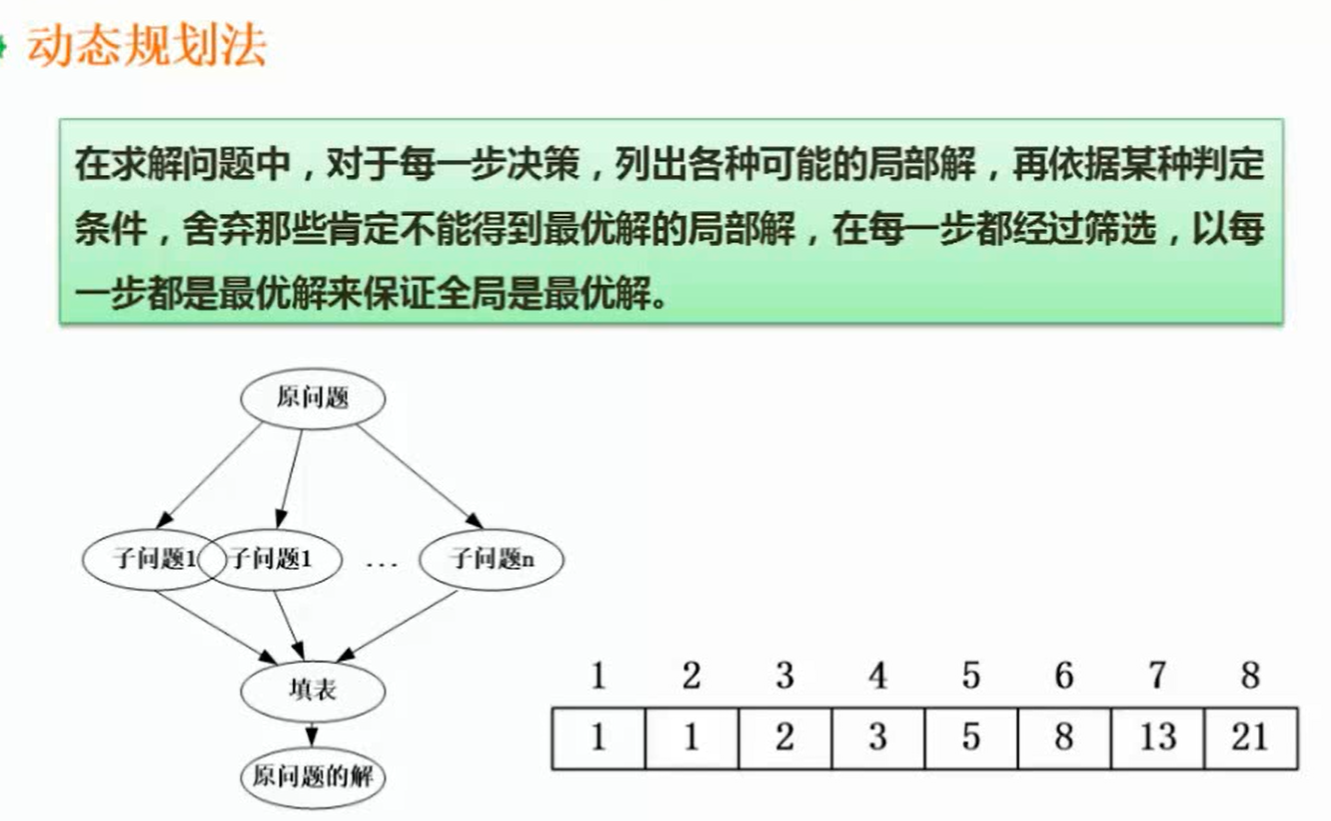 动态规划法
在求解问题中，对于每一步决策，列出各种可能的局部解，再依据某种判定
条件，舍弃那些肯定不能得到最优解的局部解，在每一步都经过筛选，以每
一步都是最优解来保证全局是最优解。
原问题
子问题1 子问题1 ... 子问题n
填表
原问题的解
1 2 3 4 5 6 7 8
1 1 2 3 5 8 13 21